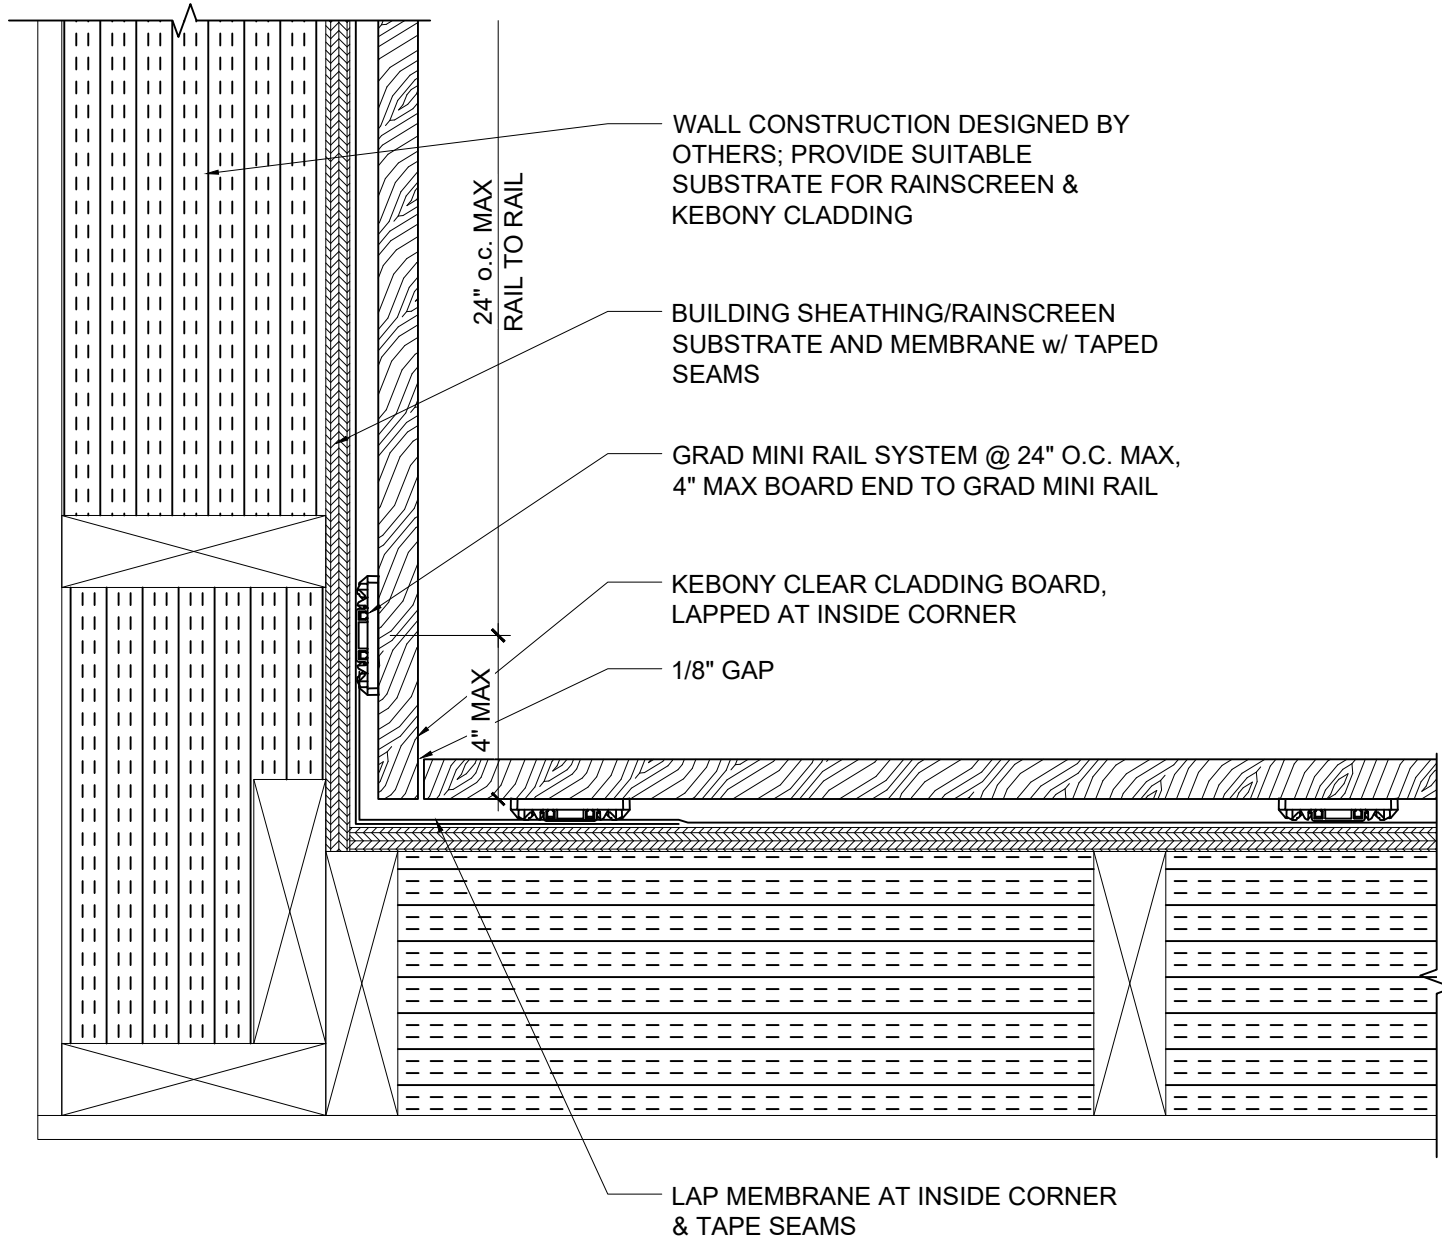 WALL CONSTRUCTION DESIGNED BY
OTHERS; PROVIDE SUITABLE
SUBSTRATE FOR RAINSCREEN &
KEBONY CLADDING
24" o.c. MAX
RAIL TO RAIL
BUILDING SHEATHING/RAINSCREEN
SUBSTRATE AND MEMBRANE w/ TAPED
SEAMS
GRAD MINI RAIL SYSTEM @ 24" O.C. MAX,
4" MAX BOARD END TO GRAD MINI RAIL
KEBONY CLEAR CLADDING BOARD,
LAPPED AT INSIDE CORNER
1/8" GAP
4" MAX
LAP MEMBRANE AT INSIDE CORNER
& TAPE SEAMS